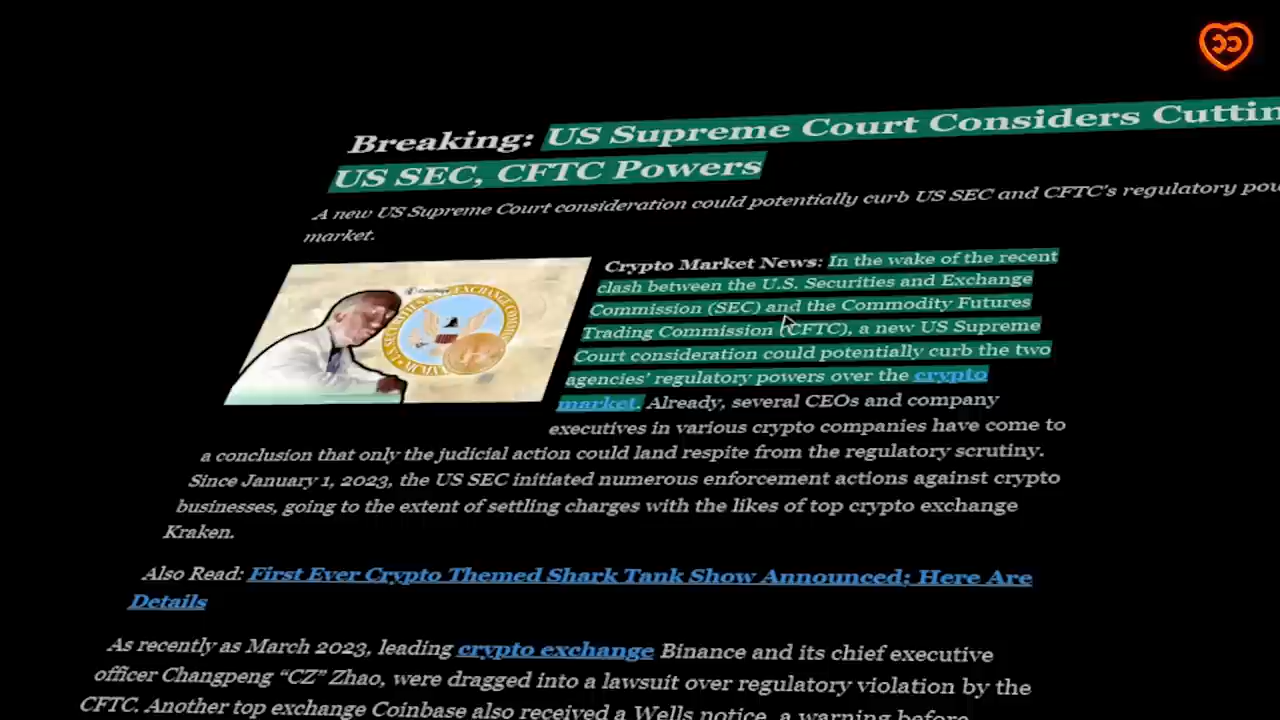 Breaking: US Supreme Court Considers
US SEC, CFTC Powers
A new US Supreme Court consideration could potentially curb US SEC and CFTC's regulatory
market.
Crypto Market News: In the wake of the recent
clash between the U.S. Securities and Exchange
Commission (SEC) and the Commodity Futures
Trading Commission (CFTC), a new US Supreme
Court consideration could potentially curb the two
agencies' regulatory powers over the crypto
market. Already, several CEOs and company
executives in various crypto companies have come to
a conclusion that only the judicial action could land respite from the regulatory scrutiny.
Since January 1, 2023, the US SEC initiated numerous enforcement actions against crypto
businesses, going to the extent of settling charges with the likes of top crypto exchange
Kraken.
Also Read: First Ever Crypto Themed Shark Tank Show Announced; Here Are
Details
As recently as March 2023, leading crypto exchange Binance and its chief executive
officer Changpeng “CZ” Zhao, were dragged into a lawsuit over regulatory violation by the
CFTC. Another top exchange Coinbase also received a Wells notice, a warning before